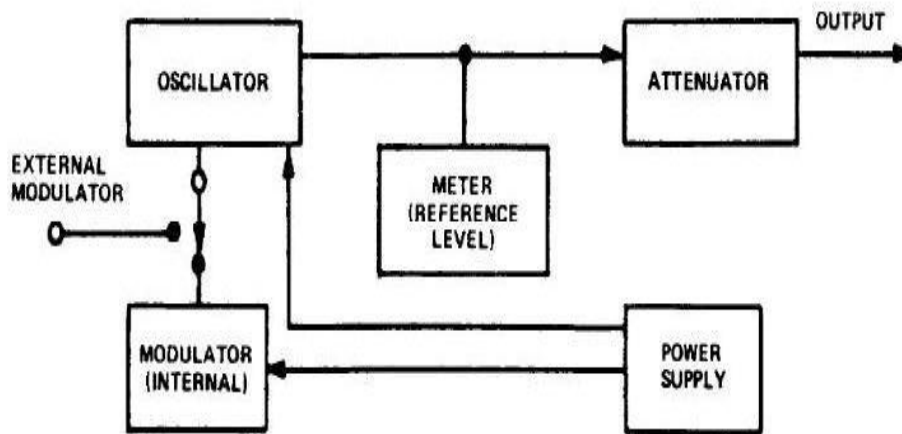 OUTPUT
OSCILLATOR
ATTENUATOR
EXTERNAL
MODULATOR
METER
(REFERENCE
LEVEL)
MODULATOR
(INTERNAL)
POWER
SUPPLY